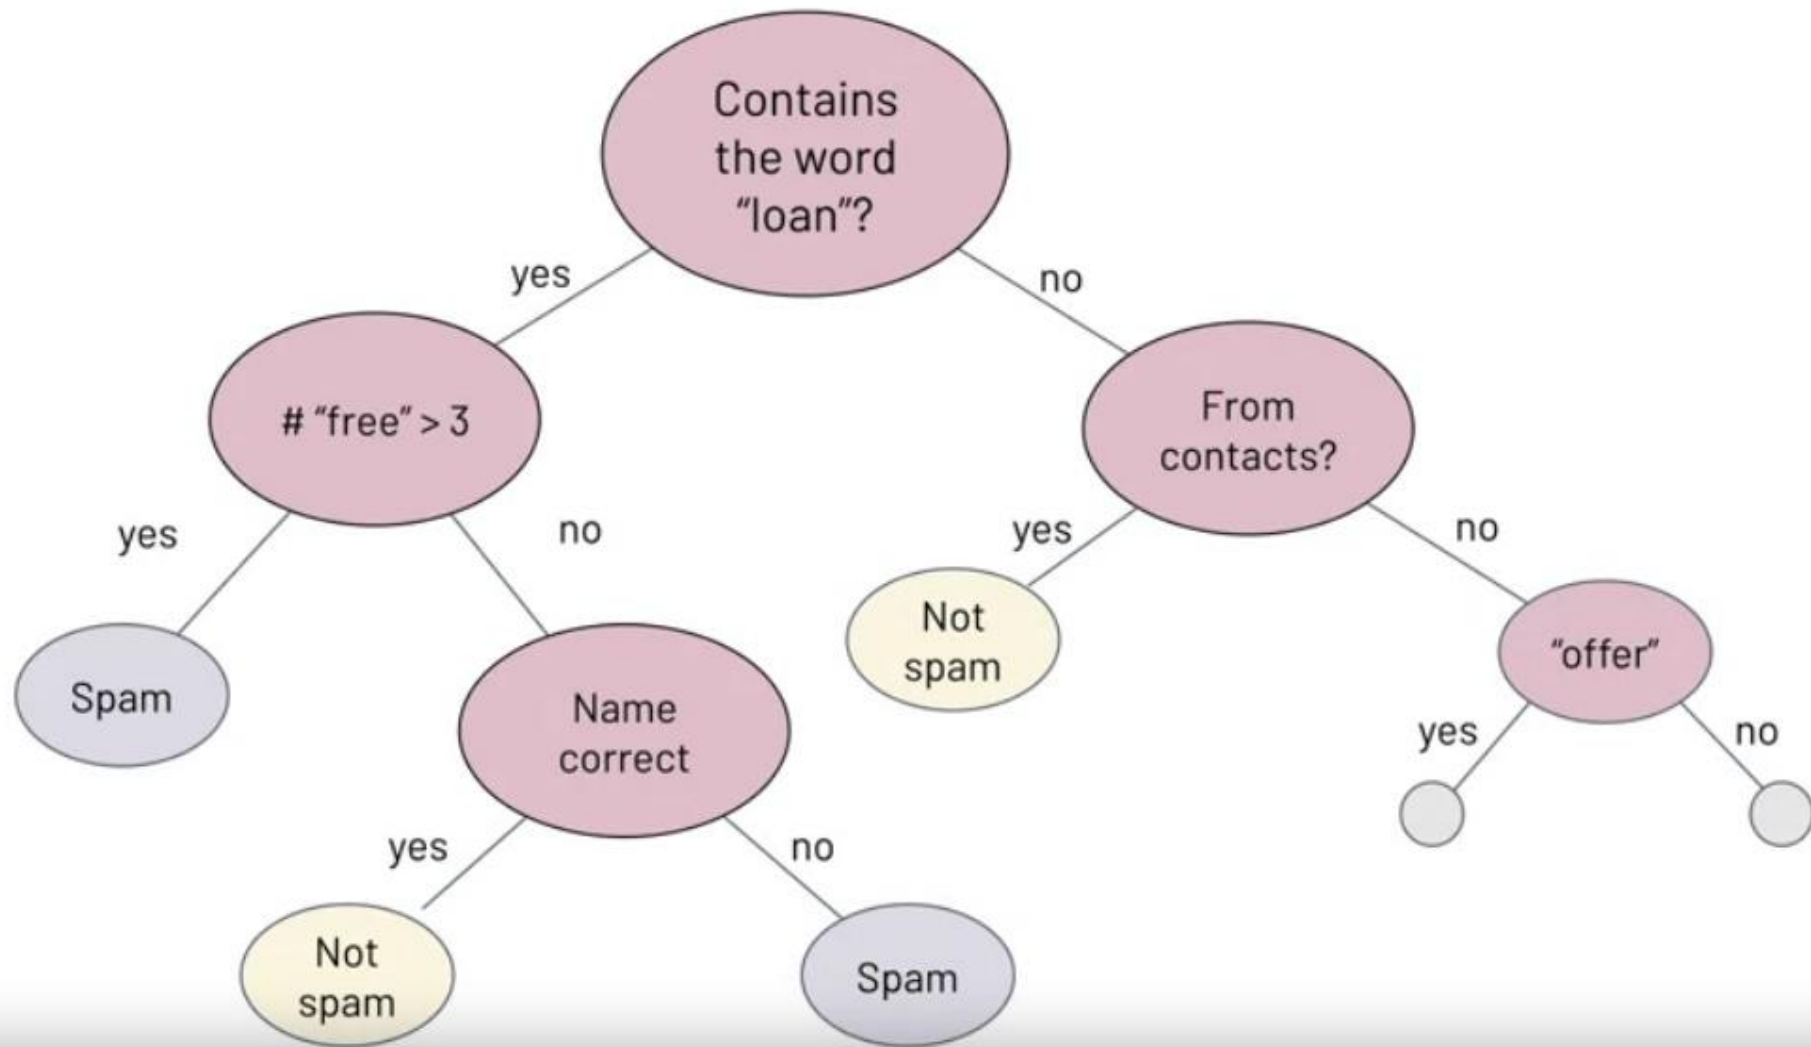 Contains
the word
“loan”?
yes
no
# “free” > 3
From
contacts?
yes
no
yes
no
Not
spam
“offer”
Spam
Name
correct
yes
no
yes
no
Not
spam
Spam